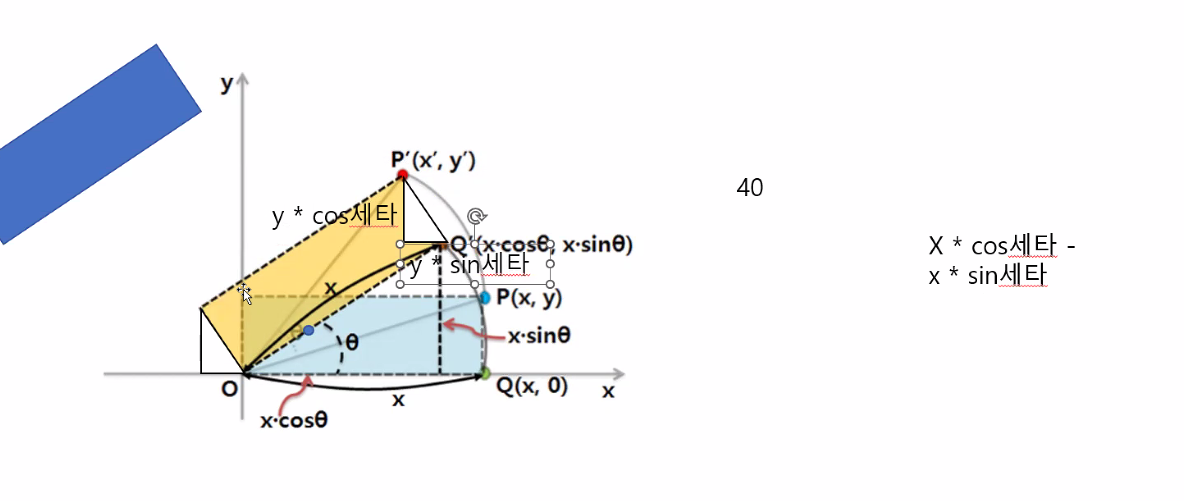 y
P′(x′, y′)
40
y * cos세타
Q′(x·cosθ, x·sinθ)
X * cos세타 -
x * sin세타
y * sin세타
x
P(x, y)
x·sinθ
θ
O
Q(x, 0)
x
x
x·cosθ